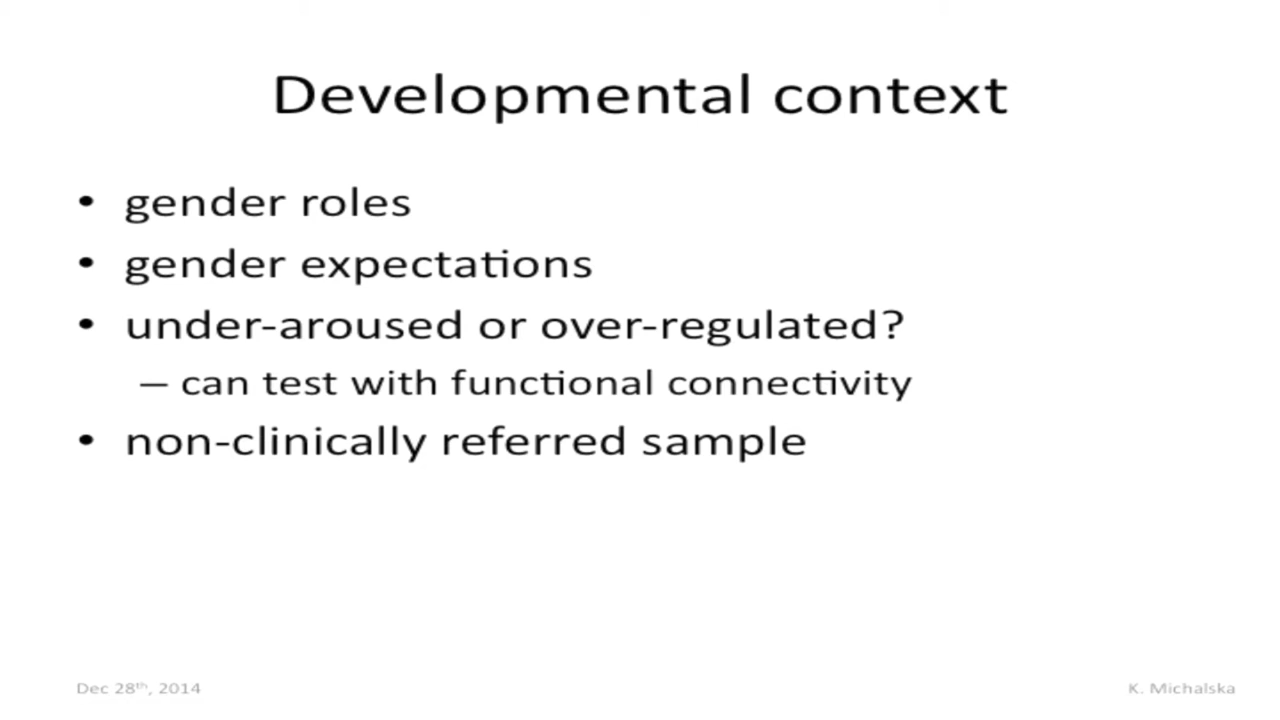 Developmental context
• gender roles
• gender expectations
• under-aroused or over-regulated?
– can test with functional connectivity
• non-clinically referred sample
Dec 28th, 2014
K. Michalska